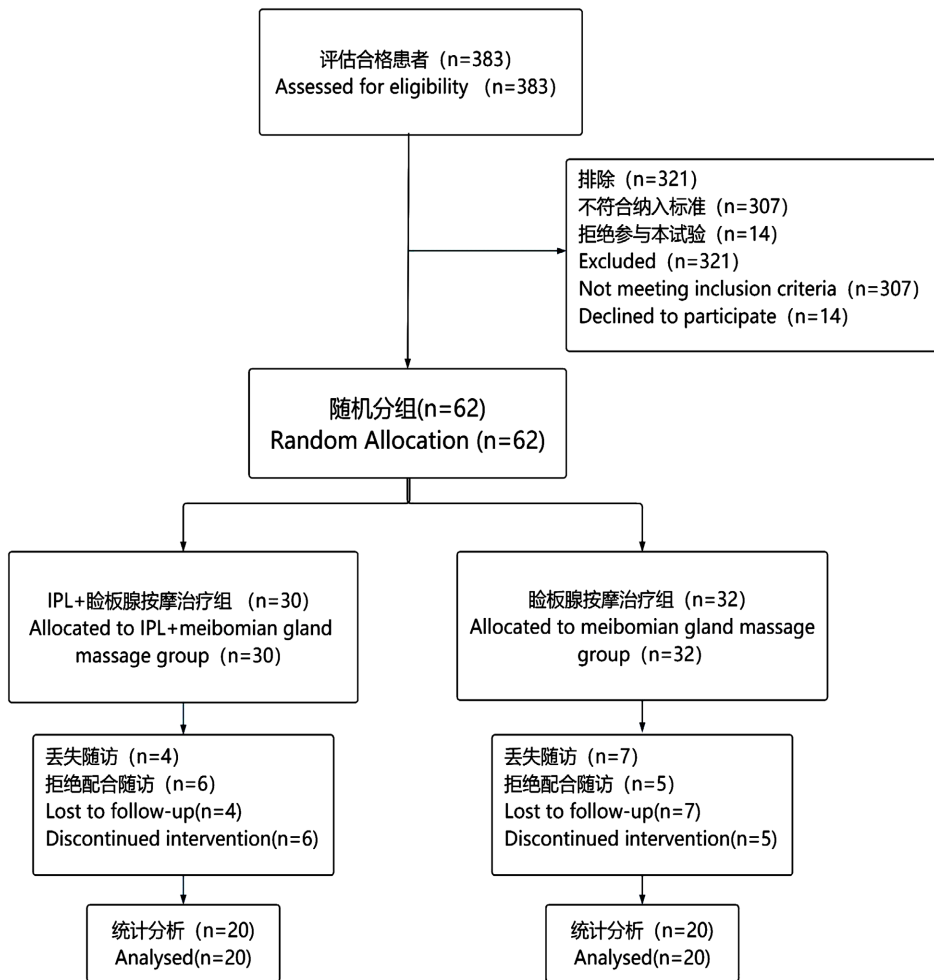 评估合格患者（n=383）
Assessed for eligibility （n=383）
排除（n=321）
不符合纳入标准（n=307）
拒绝参与本试验（n=14）
Excluded（n=321）
Not meeting inclusion criteria（n=307）
Declined to participate（n=14）
随机分组(n=62)
Random Allocation (n=62)
IPL+睑板腺按摩治疗组 （n=30）
Allocated to IPL+meibomian gland
massage group（n=30）
睑板腺按摩治疗组（n=32）
Allocated to meibomian gland massage
group（n=32）
丢失随访（n=4）
拒绝配合随访（n=6）
Lost to follow-up(n=4)
Discontinued intervention(n=6)
丢失随访（n=7）
拒绝配合随访（n=5）
Lost to follow-up(n=7)
Discontinued intervention(n=5)
统计分析（n=20）
Analysed(n=20)
统计分析（n=20）
Analysed(n=20)